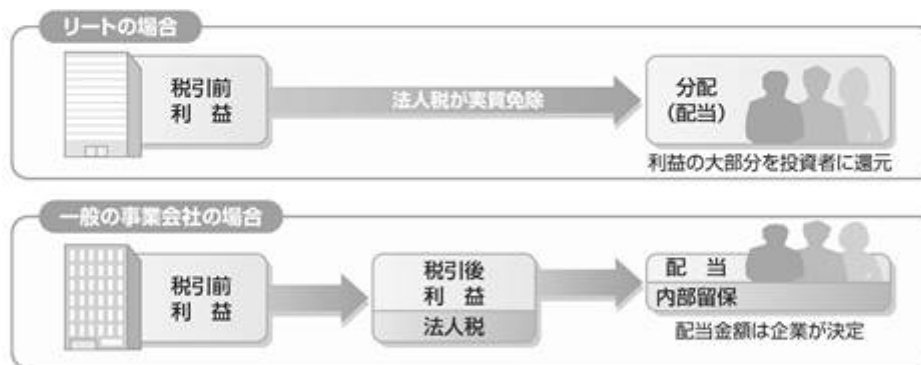 リートの場合
税引前
利 益
法人税が実質免除
分配
(配当)
利益の大部分を投資者に還元
一般の事業会社の場合
税引前
利 益
税引後
利 益
法人税
配 当
内部留保
配当金額は企業が決定